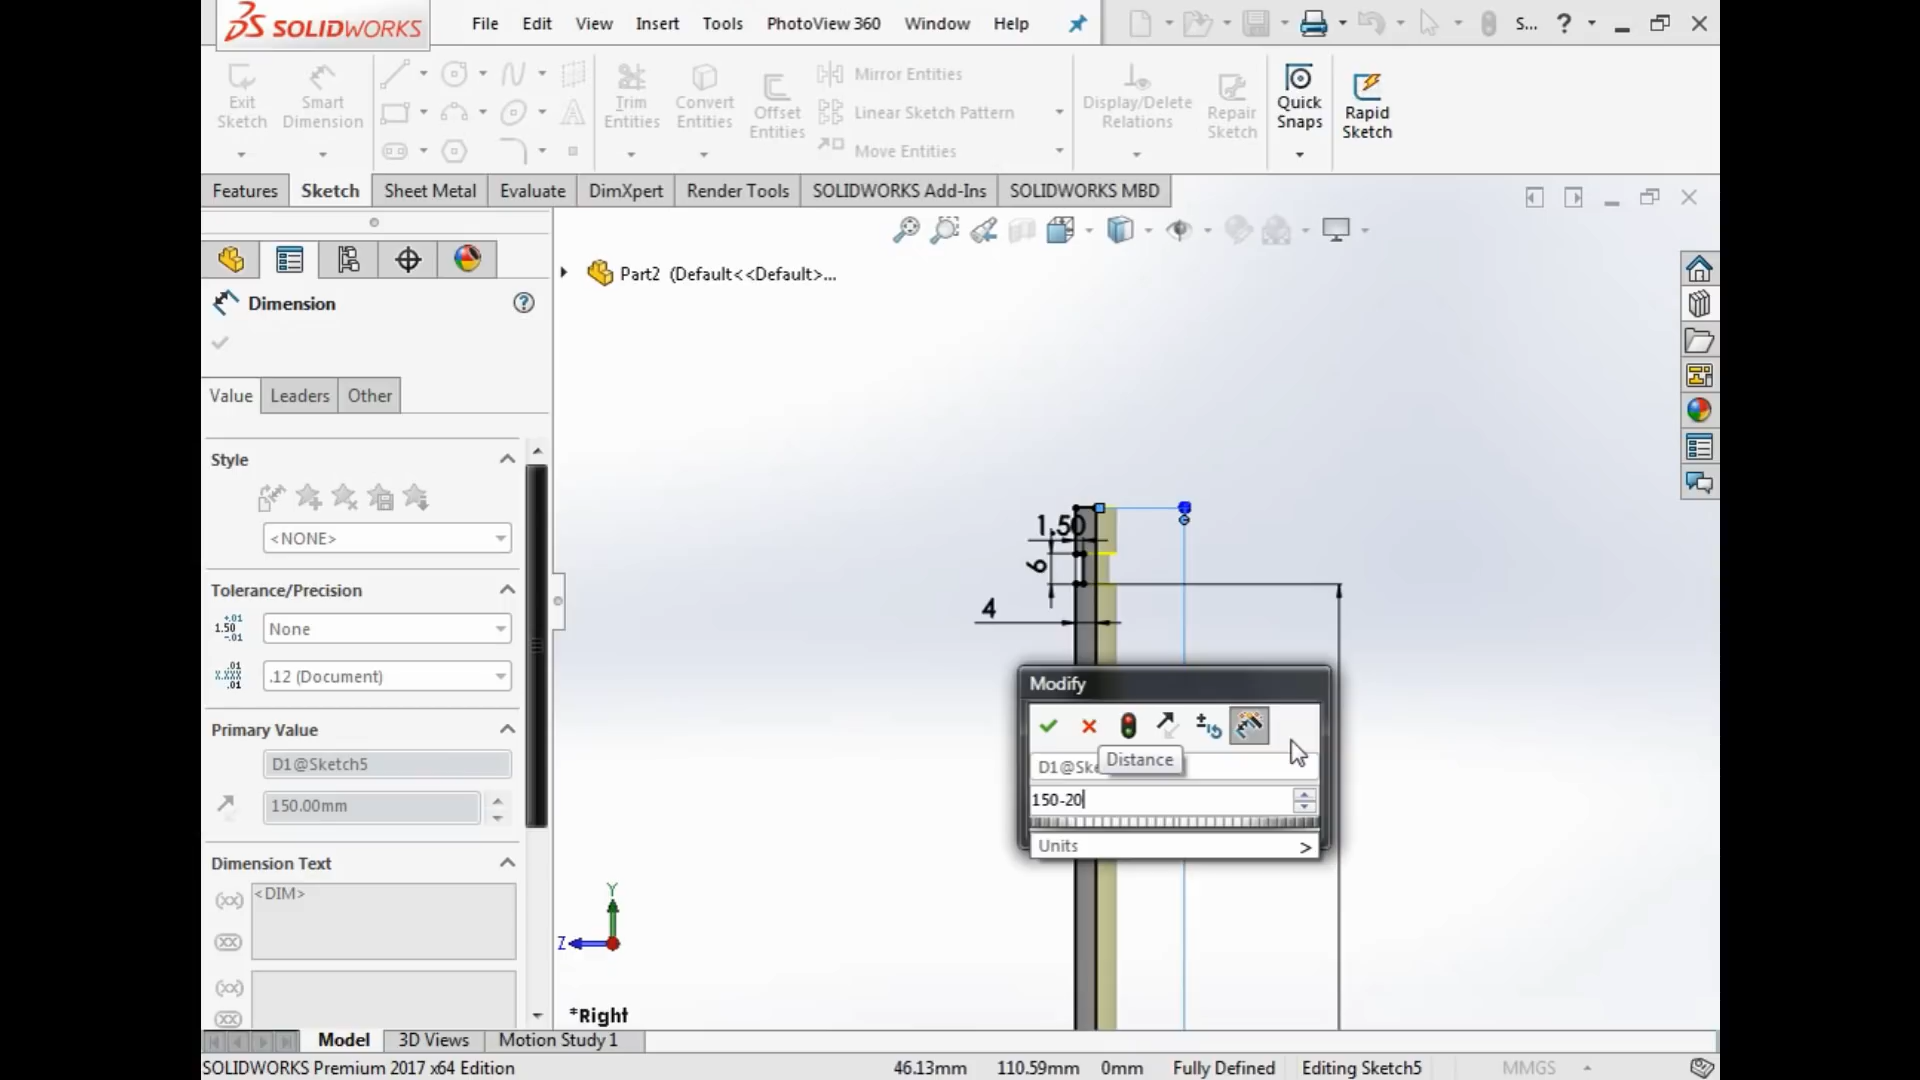 SOLIDWORKS
File Edit View Insert Tools PhotoView 360 Window Help
S... ?
Exit Sketch
Smart Dimension
Trim Entities
Convert Entities
Offset Entities
Mirror Entities
Linear Sketch Pattern
Move Entities
Display/Delete Relations
Repair Sketch
Quick Snaps
Rapid Sketch
Features Sketch Sheet Metal Evaluate DimXpert Render Tools SOLIDWORKS Add-Ins SOLIDWORKS MBD
Part2 (Default<<Default>...
Dimension
Value Leaders Other
Style
<NONE>
Tolerance/Precision
None
.12 (Document)
Primary Value
D1@Sketch5
150.00mm
Dimension Text
<DIM>
1.50
6
4
Modify
Distance
D1@Ske
150-20
Units >
Y
Z
*Right
Model 3D Views Motion Study 1
SOLIDWORKS Premium 2017 x64 Edition
46.13mm 110.59mm 0mm Fully Defined Editing Sketch5 MMGS